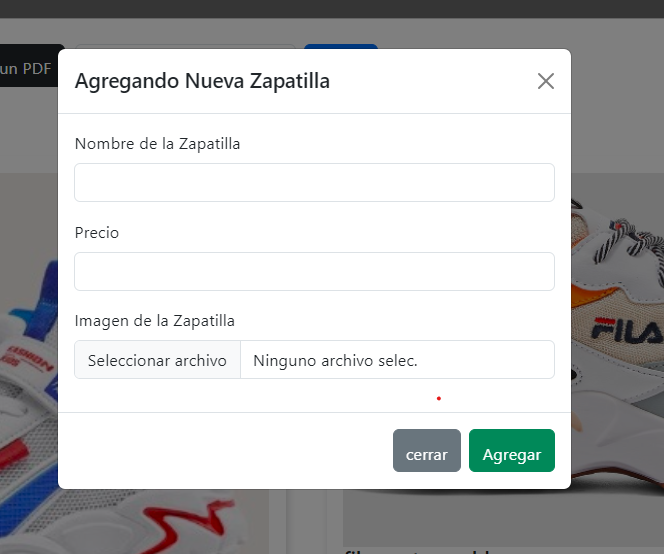 un PDF
Agregando Nueva Zapatilla
Nombre de la Zapatilla
Precio
Imagen de la Zapatilla
Seleccionar archivo Ninguno archivo selec.
cerrar Agregar
FILA
FASHION